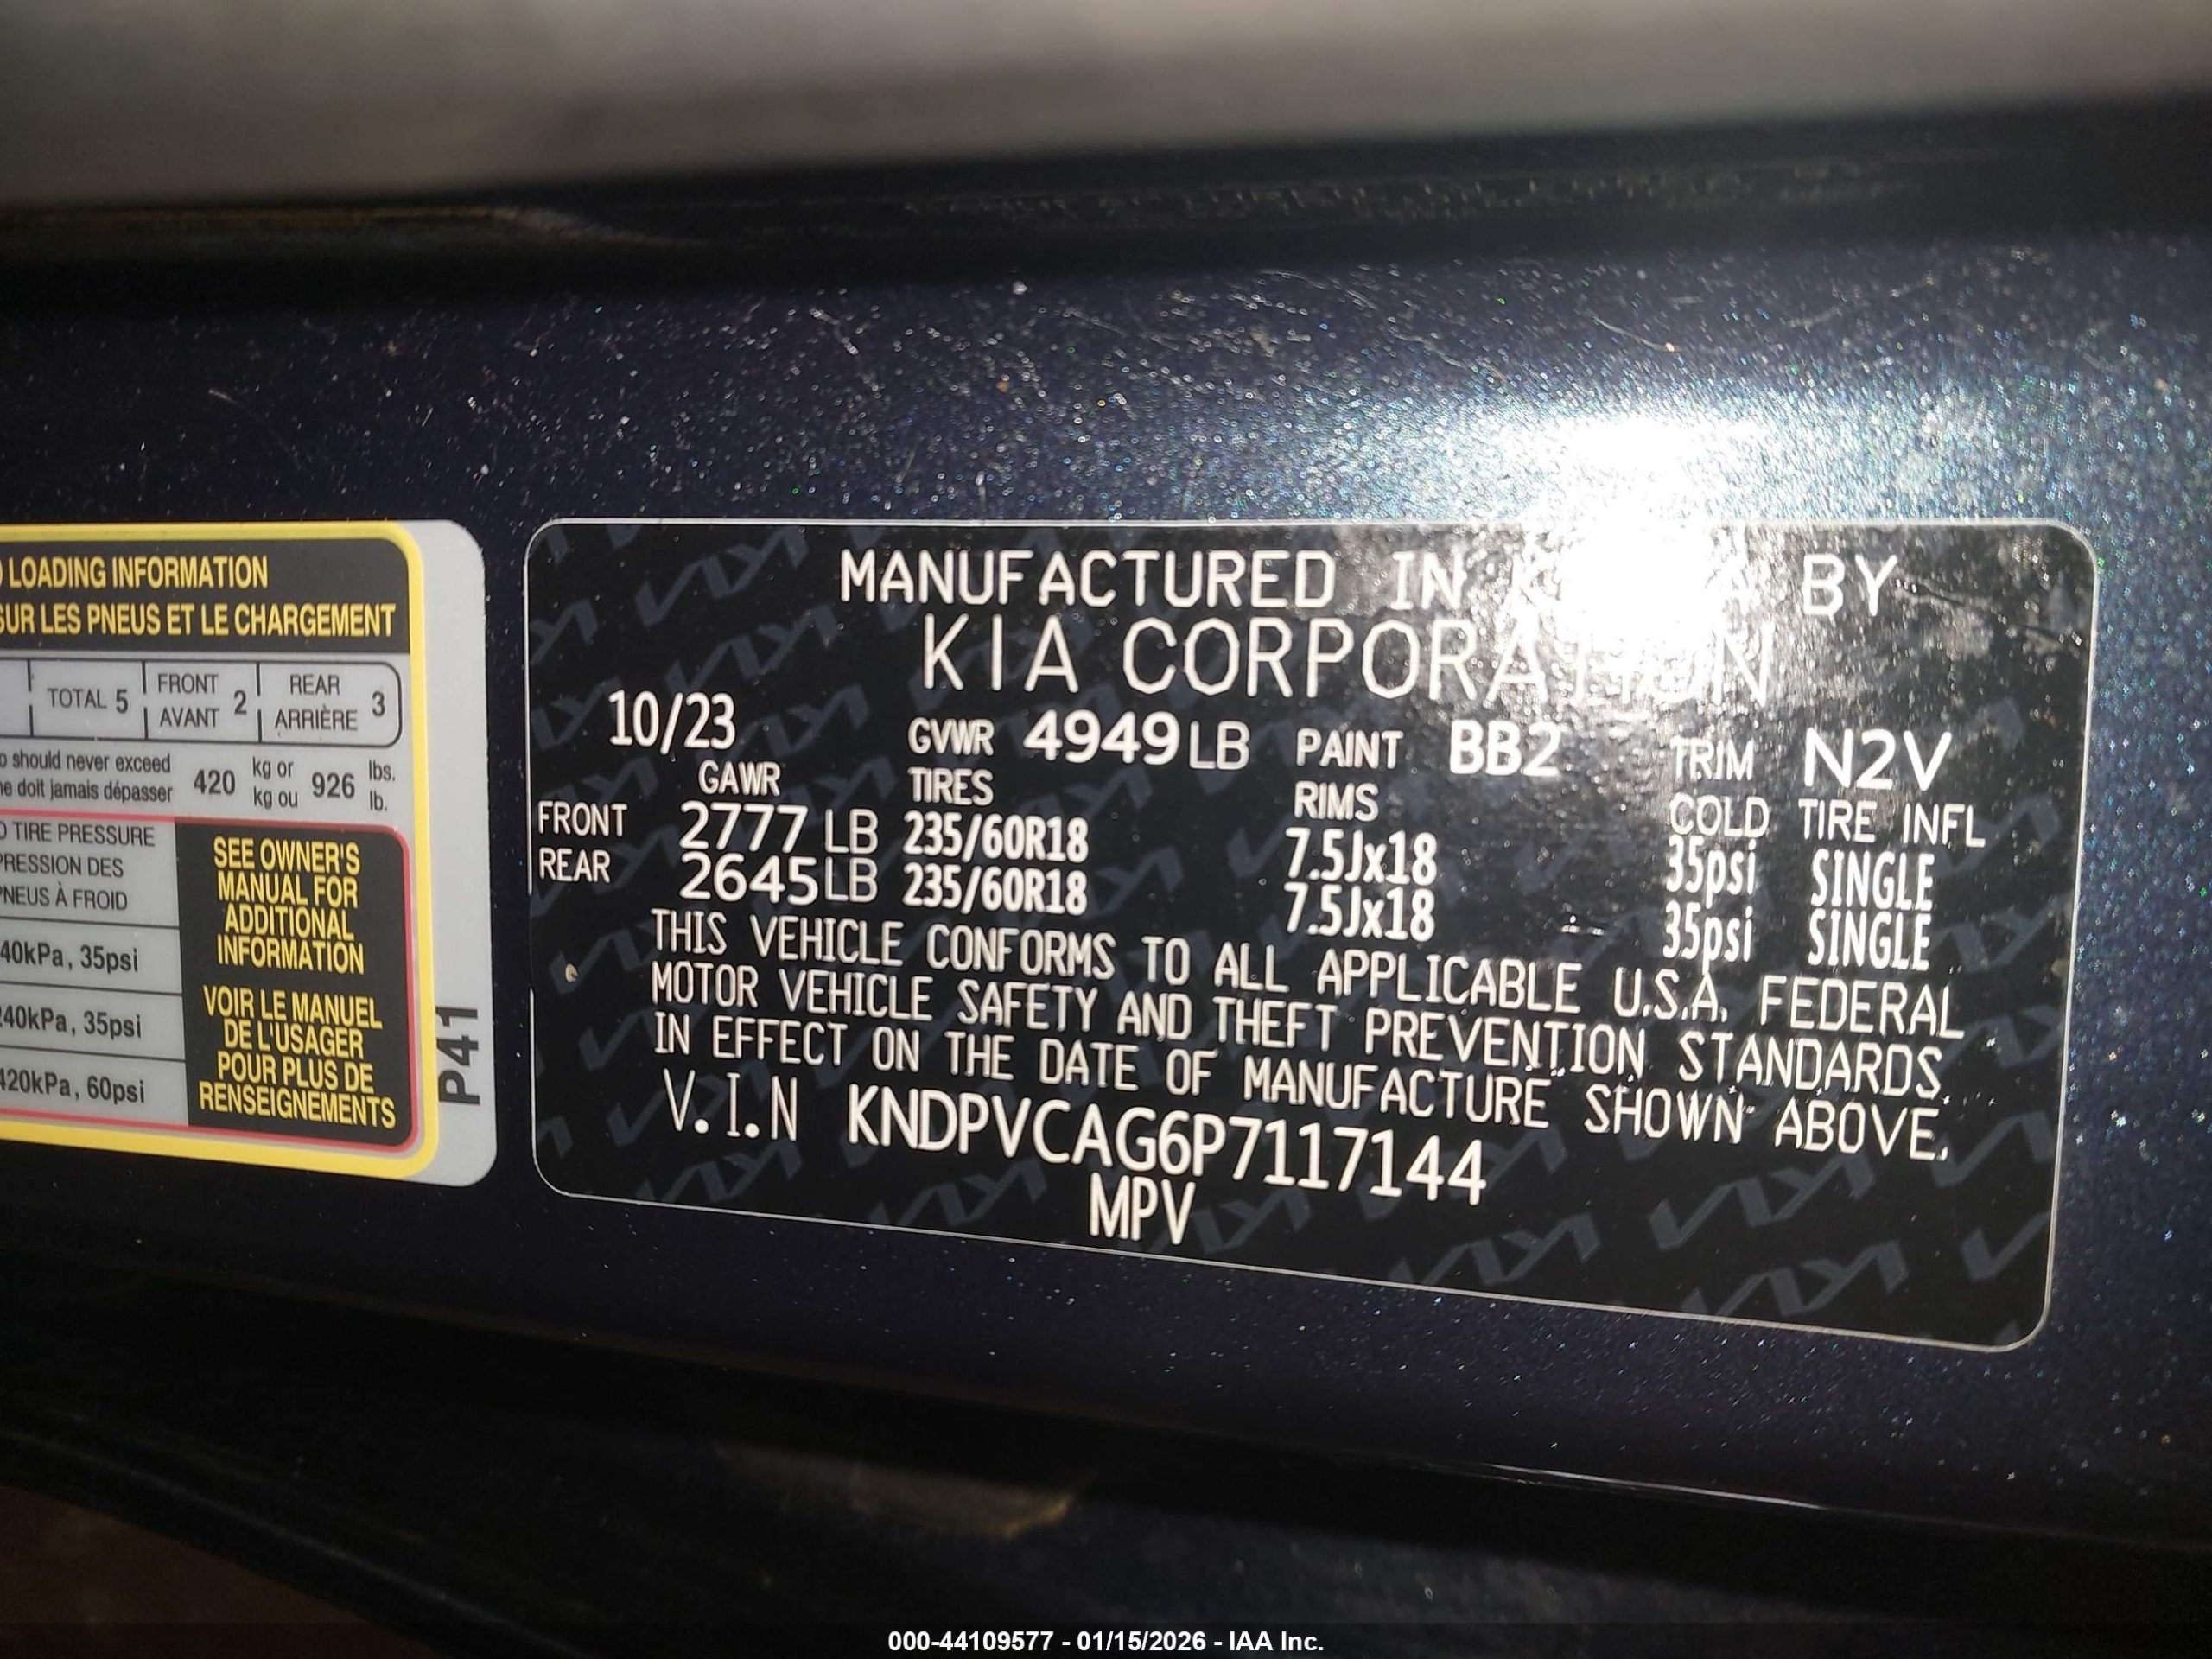 LOADING INFORMATION
SUR LES PNEUS ET LE CHARGEMENT
TOTAL 5 FRONT AVANT 2 REAR ARRIÈRE 3
should never exceed
doit jamais dépasser
420 kg or kg ou 926 lbs. lb.
TIRE PRESSURE
DES
À FROID
40kPa, 35psi
240kPa, 35psi
420kPa, 60psi
SEE OWNER'S
MANUAL FOR
ADDITIONAL
INFORMATION
VOIR LE MANUEL
DE L'USAGER
POUR PLUS DE
RENSEIGNEMENTS
P41
MANUFACTURED IN BY
KIA CORPORATION
10/23 GVWR 4949 LB PAINT BB2 TRIM N2V
GAWR TIRES RIMS COLD TIRE INFL
FRONT 2777 LB 235/60R18 7.5Jx18 35psi SINGLE
REAR 2645 LB 235/60R18 7.5Jx18 35psi SINGLE
THIS VEHICLE CONFORMS TO ALL APPLICABLE U.S.A. FEDERAL
MOTOR VEHICLE SAFETY AND THEFT PREVENTION STANDARDS
IN EFFECT ON THE DATE OF MANUFACTURE SHOWN ABOVE.
V.I.N KNDPVCAG6P7117144
MPV
000-44109577 - 01/15/2026 - IAA Inc.